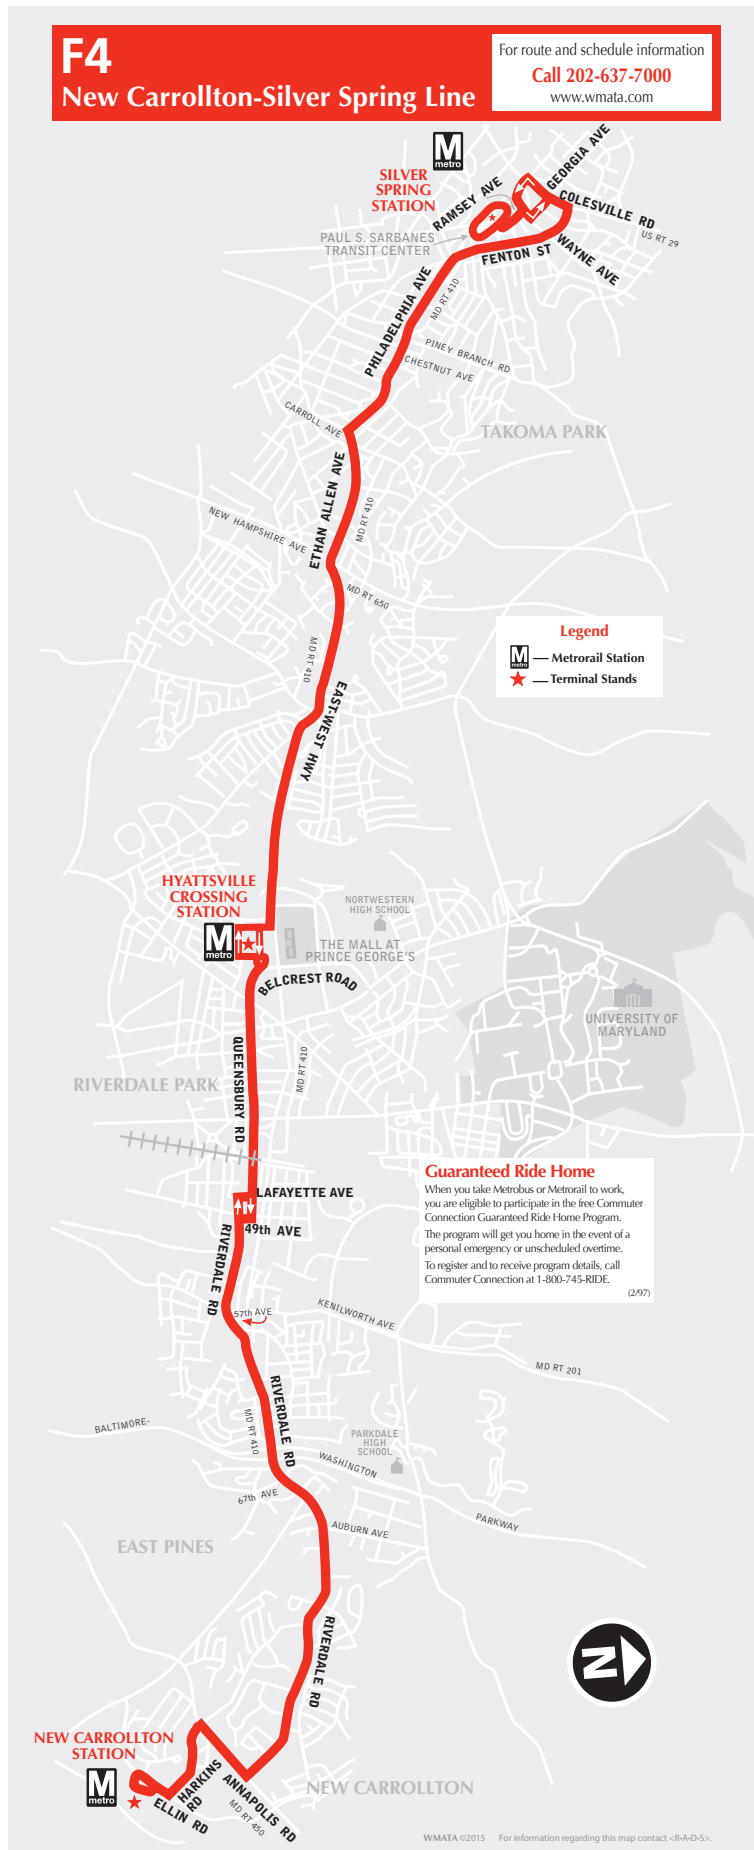 F4
New Carrollton-Silver Spring Line
For route and schedule information
Call 202-637-7000
www.wmata.com
M
metro
SILVER
SPRING
STATION
RAMSEY AVE
GEORGIA AVE
COLESVILLE RD
US RT 29
PAUL S. SARBANES
TRANSIT CENTER
FENTON ST
WAYNE AVE
PHILADELPHIA AVE
MD RT 410
PINEY BRANCH RD
CHESTNUT AVE
CARROLL AVE
TAKOMA PARK
ETHAN ALLEN AVE
MD RT 410
NEW HAMPSHIRE AVE
MD RT 650
Legend
M
metro
— Metrorail Station
— Terminal Stands
MD RT 410
EAST-WEST HWY
HYATTSVILLE
CROSSING
STATION
M
metro
NORTWESTERN
HIGH SCHOOL
THE MALL AT
PRINCE GEORGE'S
BELCREST ROAD
UNIVERSITY OF
MARYLAND
QUEENSBURY RD
MD RT 410
RIVERDALE PARK
LAFAYETTE AVE
49th AVE
RIVERDALE RD
57th AVE
Guaranteed Ride Home
When you take Metrobus or Metrorail to work,
you are eligible to participate in the free Commuter
Connection Guaranteed Ride Home Program.
The program will get you home in the event of a
personal emergency or unscheduled overtime.
To register and to receive program details, call
Commuter Connection at 1-800-745-RIDE.
(2/97)
KENILWORTH AVE
MD RT 201
RIVERDALE RD
MD RT 410
BALTIMORE-
WASHINGTON
PARKWAY
PARKDALE
HIGH
SCHOOL
67th AVE
AUBURN AVE
EAST PINES
RIVERDALE RD
N
NEW CARROLLTON
STATION
M
metro
ELLIN RD
HARKINS
RD
ANNAPOLIS RD
MD RT 450
NEW CARROLLTON
WMATA ©2015 For information regarding this map contact <R•A•D•S>.